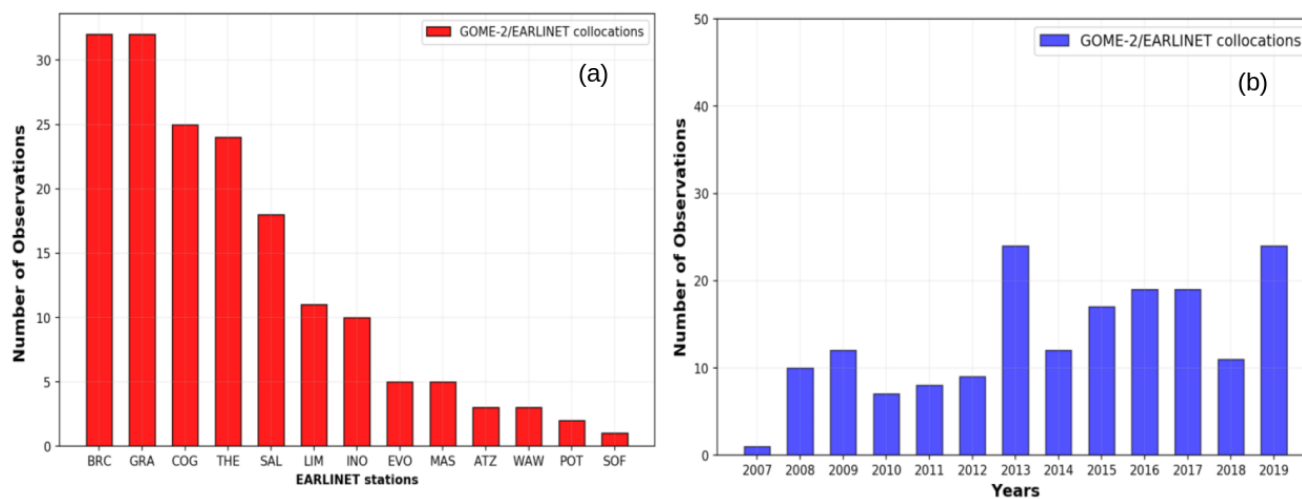 GOME-2/EARLINET collocations
(a)
Number of Observations
30
25
20
15
10
5
0
BRC GRA COG THE SAL LIM INO EVO MAS ATZ WAW POT SOF
EARLINET stations
GOME-2/EARLINET collocations
(b)
Number of Observations
50
40
30
20
10
0
2007 2008 2009 2010 2011 2012 2013 2014 2015 2016 2017 2018 2019
Years